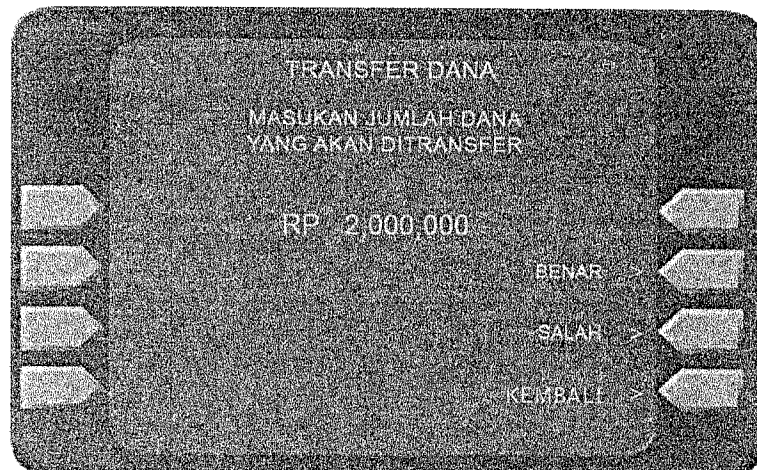 TRANSFER DANA
MASUKAN JUMLAH DANA
YANG AKAN DITRANSFER
RP 2,000,000
BENAR >
SALAH >
KEMBALI >